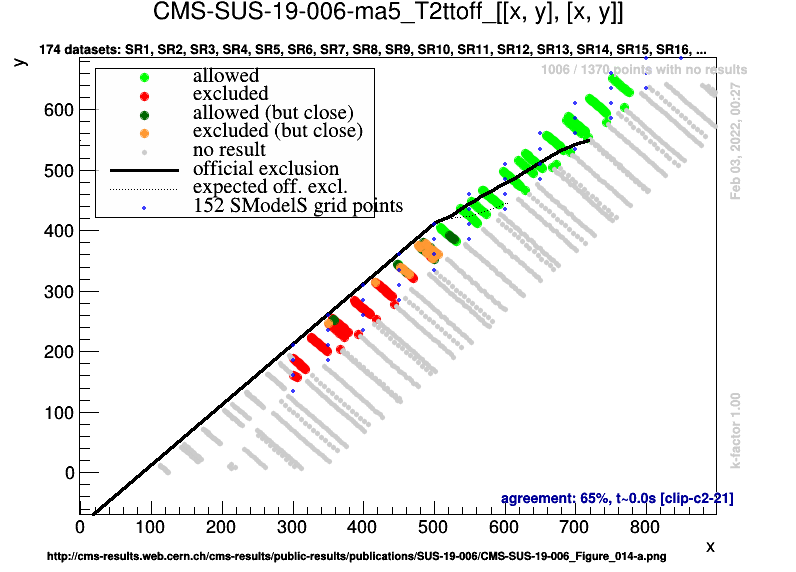 CMS-SUS-19-006-ma5_T2ttoff_[[x, y], [x, y]]
174 datasets: SR1, SR2, SR3, SR4, SR5, SR6, SR7, SR8, SR9, SR10, SR11, SR12, SR13, SR14, SR15, SR16, ...
y
1006 / 1370 points with no results
allowed
excluded
allowed (but close)
excluded (but close)
no result
official exclusion
expected off. excl.
152 SModelS grid points
600
500
400
300
200
100
0
Feb 03, 2022, 00:27
k-factor 1.00
agreement: 65%, t~0.0s [clip-c2-21]
0 100 200 300 400 500 600 700 800
x
http://cms-results.web.cern.ch/cms-results/public-results/publications/SUS-19-006/CMS-SUS-19-006_Figure_014-a.png